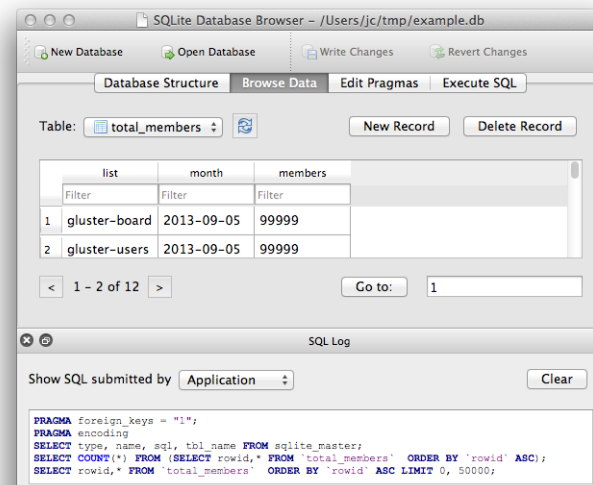 SQLite Database Browser – /Users/jc/tmp/example.db
New Database Open Database Write Changes Revert Changes
Database Structure Browse Data Edit Pragmas Execute SQL
Table: total_members New Record Delete Record
list month members
Filter Filter Filter
1 gluster-board 2013-09-05 99999
2 gluster-users 2013-09-05 99999
< 1 - 2 of 12 > Go to: 1
SQL Log
Show SQL submitted by Application Clear
PRAGMA foreign_keys = "1";
PRAGMA encoding
SELECT type, name, sql, tbl_name FROM sqlite_master;
SELECT COUNT(*) FROM (SELECT rowid,* FROM `total_members`  ORDER BY `rowid` ASC);
SELECT rowid,* FROM `total_members`  ORDER BY `rowid` ASC LIMIT 0, 50000;